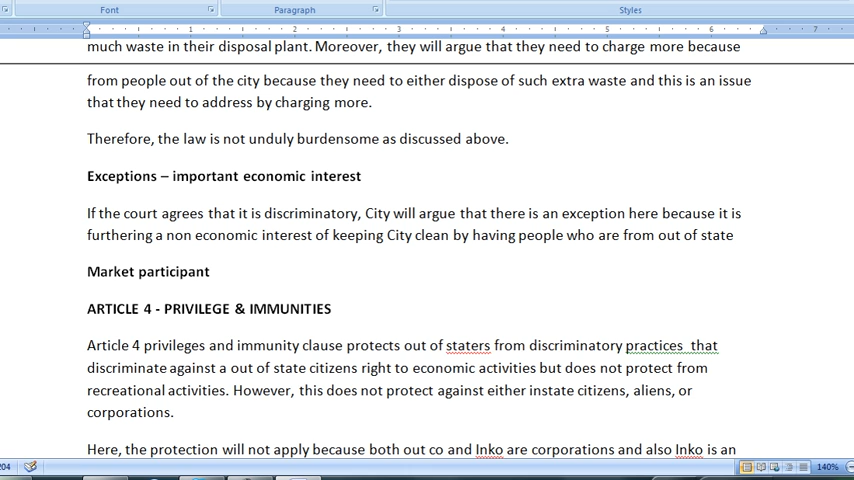 Font Paragraph Styles
1 2 3 4 5 6 7
much waste in their disposal plant. Moreover, they will argue that they need to charge more because
from people out of the city because they need to either dispose of such extra waste and this is an issue
that they need to address by charging more.
Therefore, the law is not unduly burdensome as discussed above.
Exceptions – important economic interest
If the court agrees that it is discriminatory, City will argue that there is an exception here because it is
furthering a non economic interest of keeping City clean by having people who are from out of state
Market participant
ARTICLE 4 - PRIVILEGE & IMMUNITIES
Article 4 privileges and immunity clause protects out of staters from discriminatory practices  that
discriminate against a out of state citizens right to economic activities but does not protect from
recreational activities. However, this does not protect against either instate citizens, aliens, or
corporations.
Here, the protection will not apply because both out co and Inko are corporations and also Inko is an
204 140%